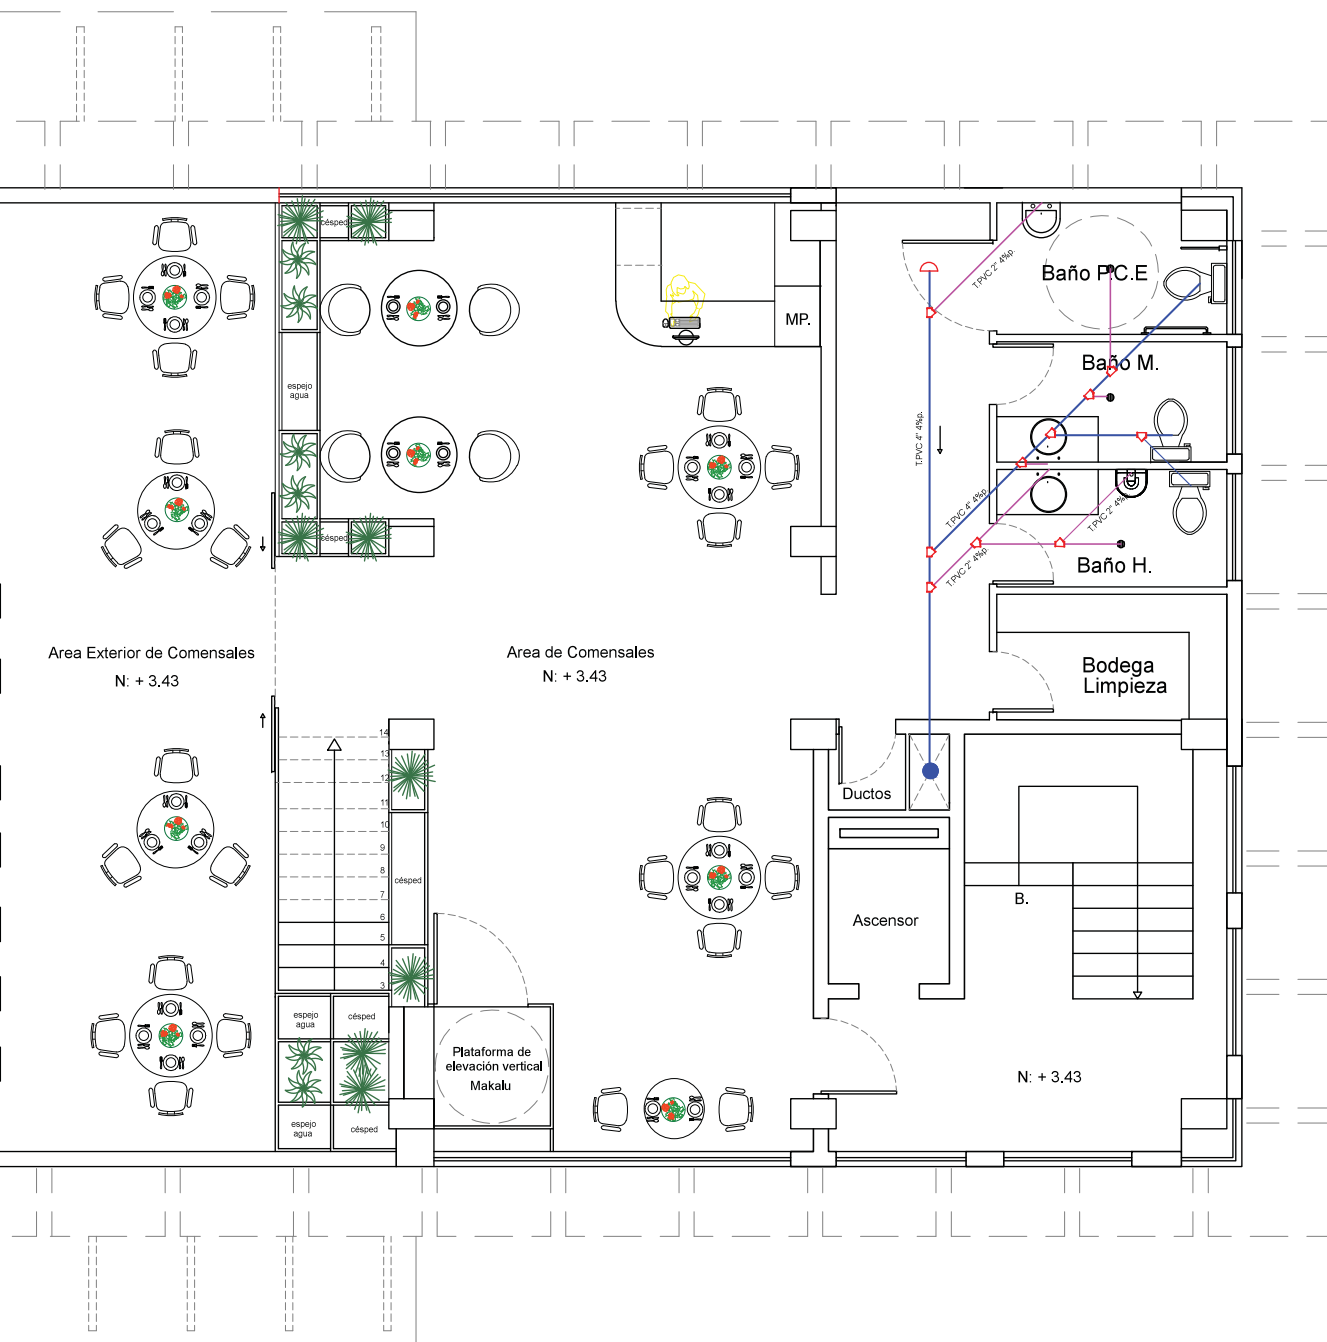 césped
T.PVC 2" 4%p.
Baño P.C.E
MP.
Baño M.
espejo
agua
T.PVC 4" 4%p.
T.PVC 4" 4%p.
T.PVC 2" 4%p.
césped
T.PVC 2" 4%p.
Baño H.
Area Exterior de Comensales
N: + 3.43
Area de Comensales
N: + 3.43
Bodega
Limpieza
14
13
12
11
10
9
8
7
6
5
4
3
césped
Ductos
B.
Ascensor
espejo
agua
césped
Plataforma de
elevación vertical
Makalu
N: + 3.43
espejo
agua
césped